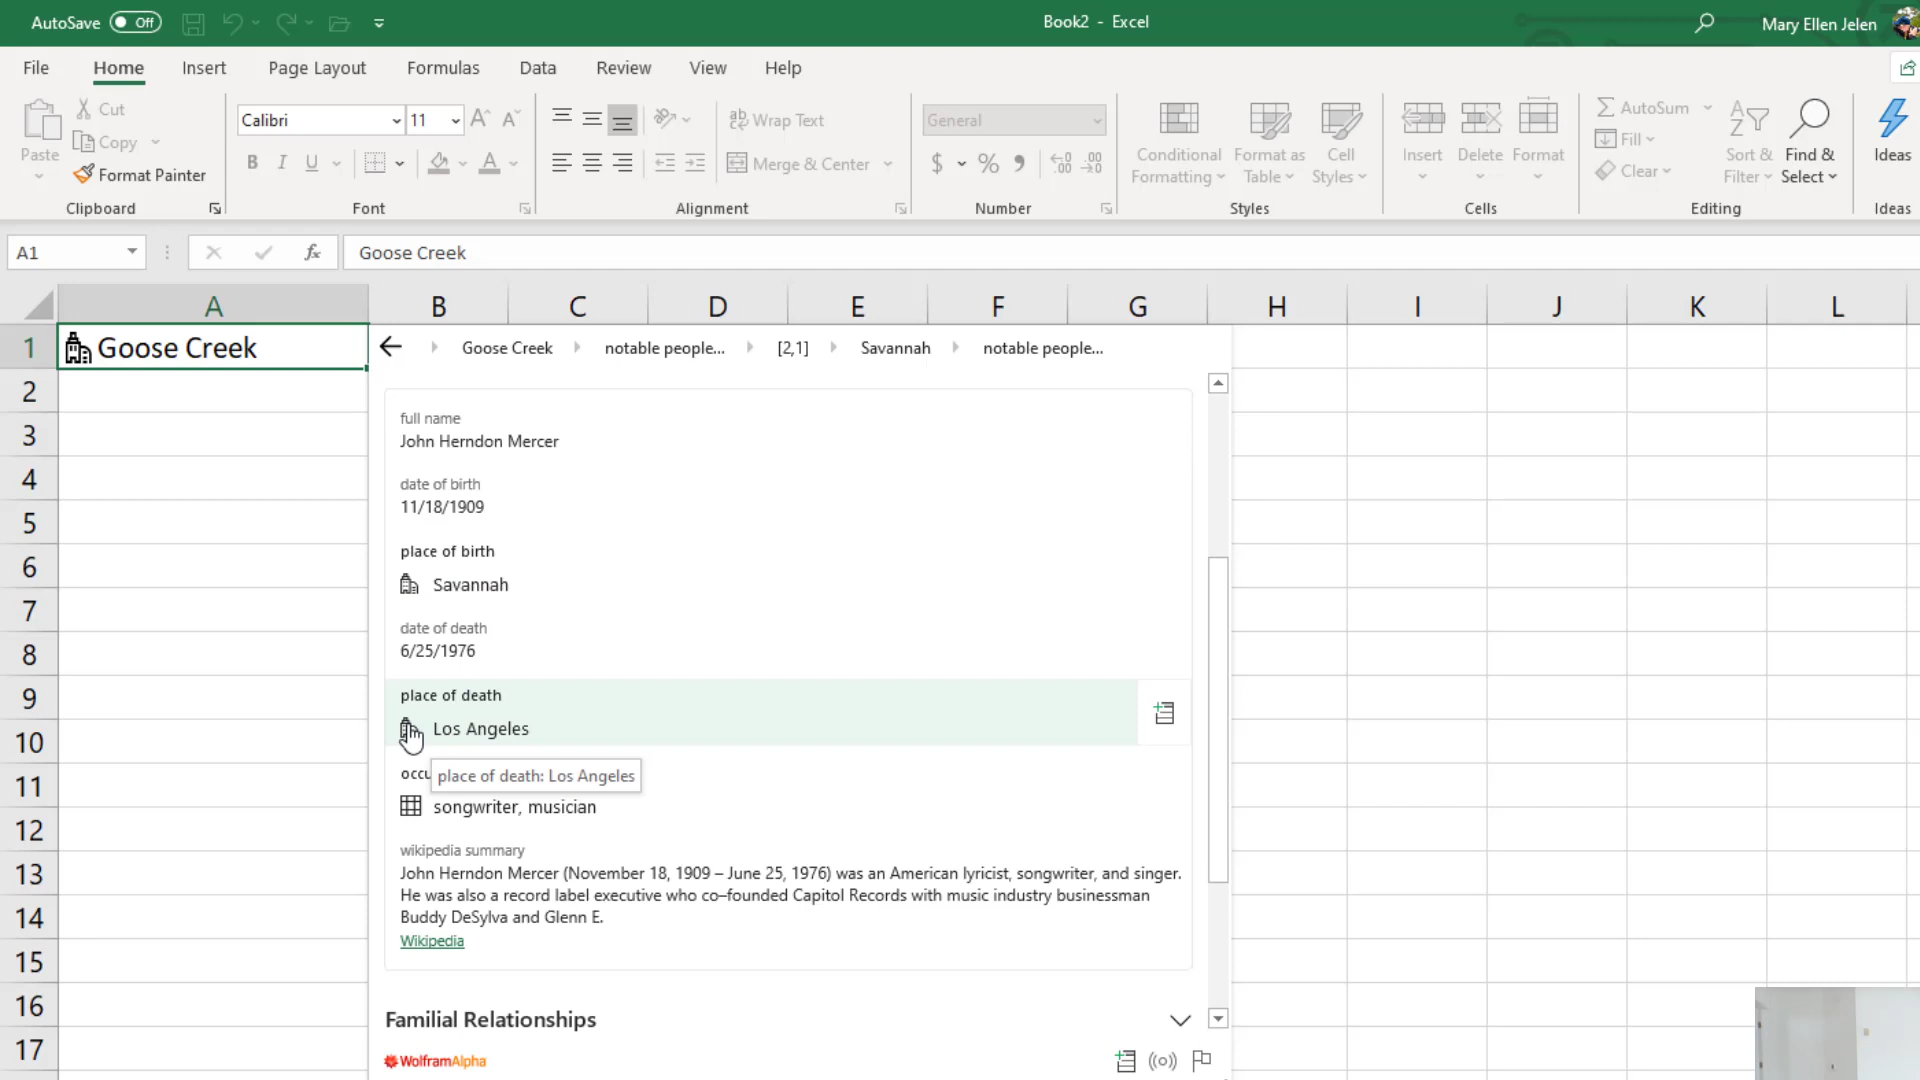 AutoSave Off
Book2 - Excel
Mary Ellen Jelen
File Home Insert Page Layout Formulas Data Review View Help
Paste
Cut
Copy
Format Painter
Clipboard
Calibri 11
B I U
Font
Wrap Text
Merge & Center
Alignment
General
$ % 9
Number
Conditional Formatting
Format as Table
Cell Styles
Styles
Insert Delete Format
Cells
AutoSum
Fill
Clear
Sort & Filter
Find & Select
Editing
Ideas
Ideas
A1 fx Goose Creek
A B C D E F G H I J K L
1 Goose Creek
2
3
4
5
6
7
8
9
10
11
12
13
14
15
16
17
Goose Creek notable people... [2,1] Savannah notable people...
full name
John Herndon Mercer
date of birth
11/18/1909
place of birth
Savannah
date of death
6/25/1976
place of death
Los Angeles
occu
place of death: Los Angeles
songwriter, musician
wikipedia summary
John Herndon Mercer (November 18, 1909 – June 25, 1976) was an American lyricist, songwriter, and singer.
He was also a record label executive who co–founded Capitol Records with music industry businessman
Buddy DeSylva and Glenn E.
Wikipedia
Familial Relationships
WolframAlpha